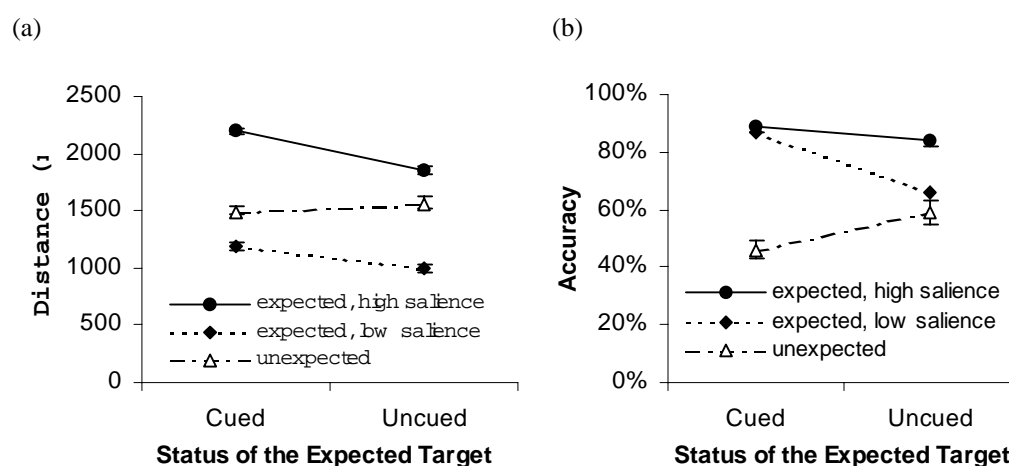 (a)
(b)
2500
2000
1500
1000
500
0
Distance (
expected, high salience
expected, low salience
unexpected
Cued
Uncued
Status of the Expected Target
100%
80%
60%
40%
20%
0%
Accuracy
expected, high salience
expected, low salience
unexpected
Cued
Uncued
Status of the Expected Target